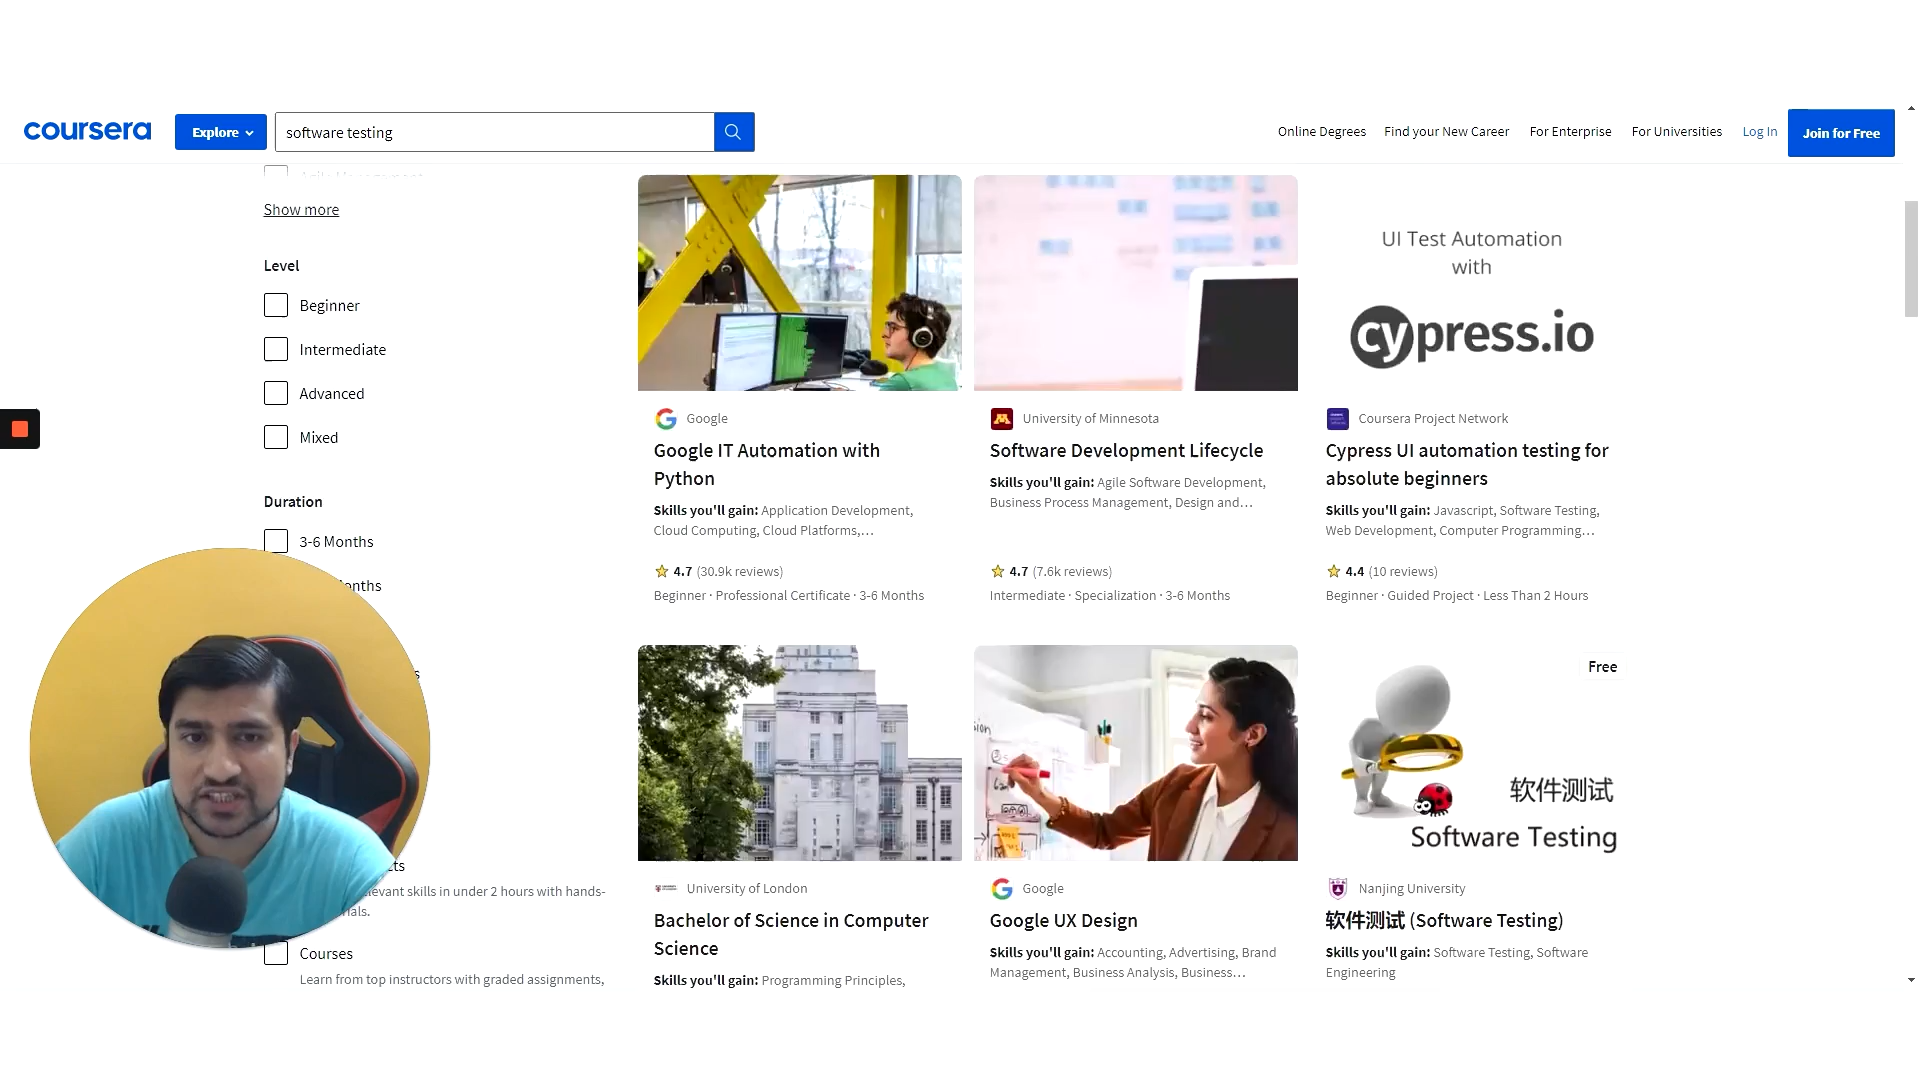 coursera
Explore
software testing
Online Degrees
Find your New Career
For Enterprise
For Universities
Log In
Join for Free
Show more
Level
Beginner
Intermediate
Advanced
Mixed
Duration
3-6 Months
Courses
Learn from top instructors with graded assignments,
skills in under 2 hours with hands-
Google
Google IT Automation with
Python
Skills you'll gain: Application Development,
Cloud Computing, Cloud Platforms,...
4.7 (30.9k reviews)
Beginner · Professional Certificate · 3-6 Months
University of Minnesota
Software Development Lifecycle
Skills you'll gain: Agile Software Development,
Business Process Management, Design and...
4.7 (7.6k reviews)
Intermediate · Specialization · 3-6 Months
UI Test Automation
with
cypress.io
Coursera Project Network
Cypress UI automation testing for
absolute beginners
Skills you'll gain: Javascript, Software Testing,
Web Development, Computer Programming...
4.4 (10 reviews)
Beginner · Guided Project · Less Than 2 Hours
University of London
Bachelor of Science in Computer
Science
Skills you'll gain: Programming Principles,
Google
Google UX Design
Skills you'll gain: Accounting, Advertising, Brand
Management, Business Analysis, Business...
Free
软件测试
Software Testing
Nanjing University
软件测试 (Software Testing)
Skills you'll gain: Software Testing, Software
Engineering